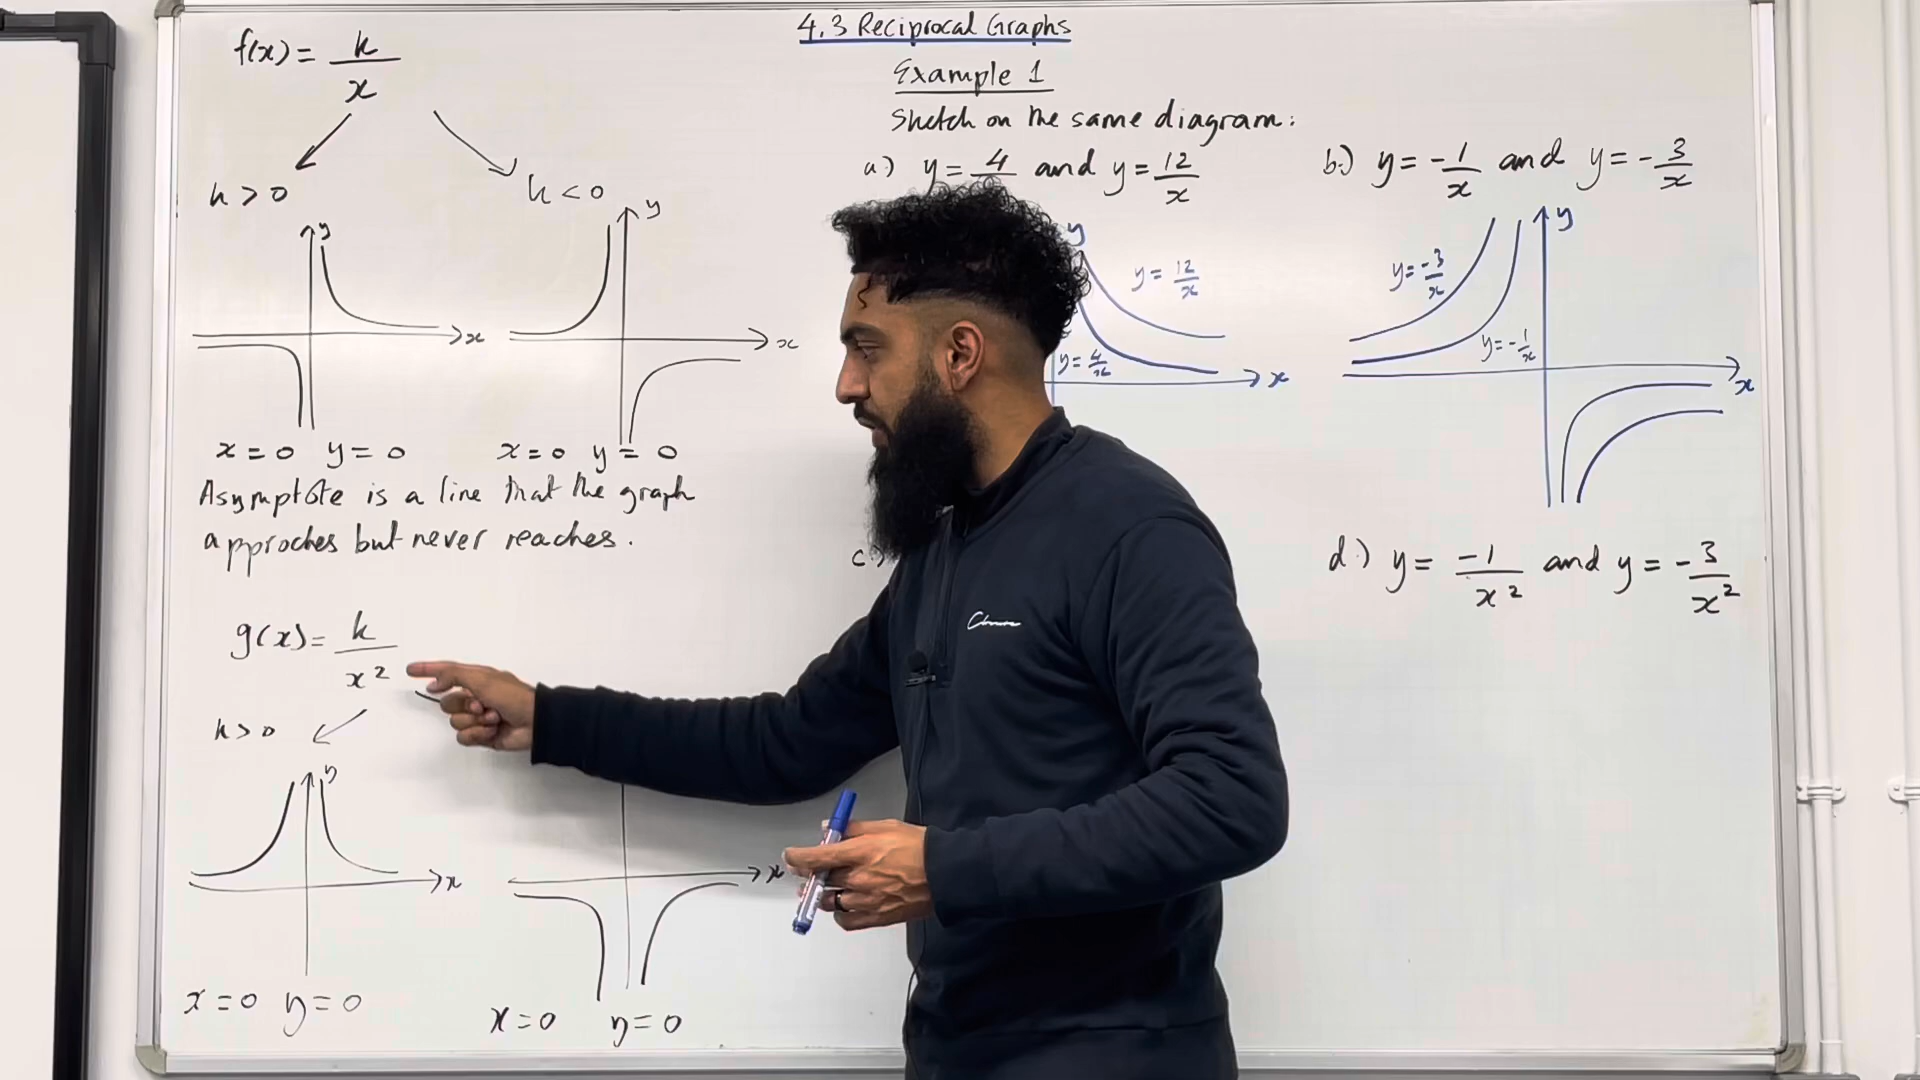 4.3 Reciprocal Graphs
f(x) = k/x
k > 0
k < 0
y
x
y
x
x = 0 y = 0
x = 0 y = 0
Asymptote is a line that the graph
approches but never reaches.
g(x) = k/x²
k > 0
y
x
x
x = 0 y = 0
x = 0 y = 0
Example 1
Sketch on the same diagram:
a.) y = 4 and y = 12/x
y
y = 12/x
y = 4/x
x
b.) y = -1/x and y = -3/x
y
y = -3/x
y = -1/x
x
c.)
d.) y = -1/x² and y = -3/x²